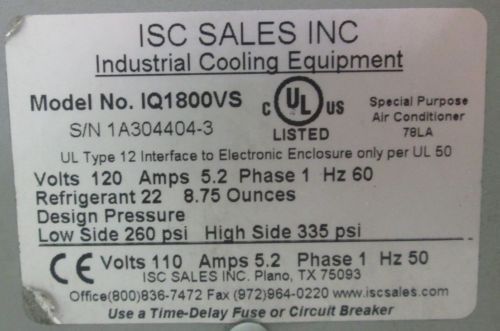 ISC SALES INC
Industrial Cooling Equipment
Model No. IQ1800VS
S/N 1A304404-3
C UL US
LISTED
Special Purpose
Air Conditioner
78LA
UL Type 12 Interface to Electronic Enclosure only per UL 50
Volts 120 Amps 5.2 Phase 1 Hz 60
Refrigerant 22 8.75 Ounces
Design Pressure
Low Side 260 psi High Side 335 psi
CE Volts 110 Amps 5.2 Phase 1 Hz 50
ISC SALES INC. Plano, TX 75093
Office(800)836-7472 Fax (972)964-0220 www.iscsales.com
Use a Time-Delay Fuse or Circuit Breaker